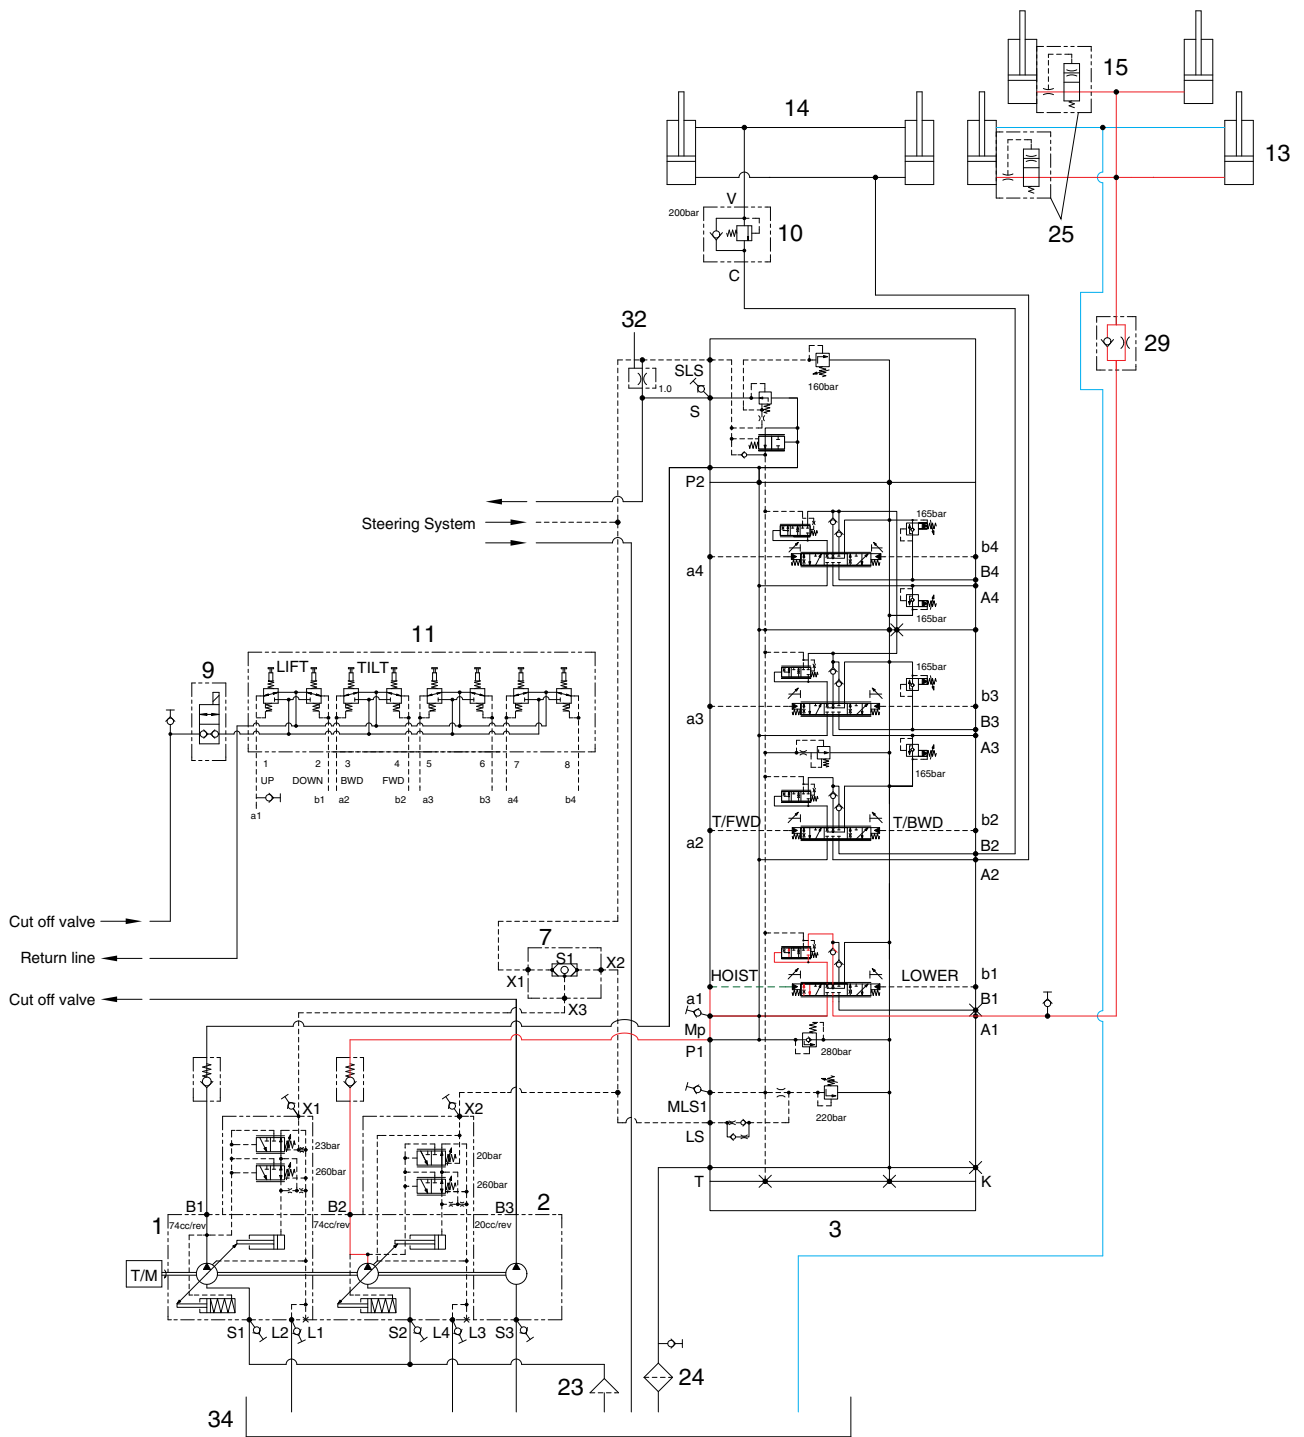 15
14
13
V
200bar
10
25
C
32
29
SLS
1.0
160bar
S
P2
Steering System
165bar
b4
a4
B4
A4
165bar
11
9
LIFT
TILT
165bar
b3
a3
B3
A3
165bar
1 2 3 4 5 6 7 8
UP DOWN BWD FWD
a1 b1 a2 b2 a3 b3 a4 b4
T/FWD T/BWD
b2
a2
B2
A2
Cut off valve
Return line
Cut off valve
7
S1
X1
X2
X3
HOIST LOWER
b1
a1
B1
Mp
A1
P1
280bar
MLS1
220bar
LS
X1
X2
23bar
260bar
20bar
260bar
T
K
B1
B2
B3
2
1
74cc/rev
74cc/rev
20cc/rev
3
T/M
S1 L2 L1 S2 L4 L3 S3
23
24
34